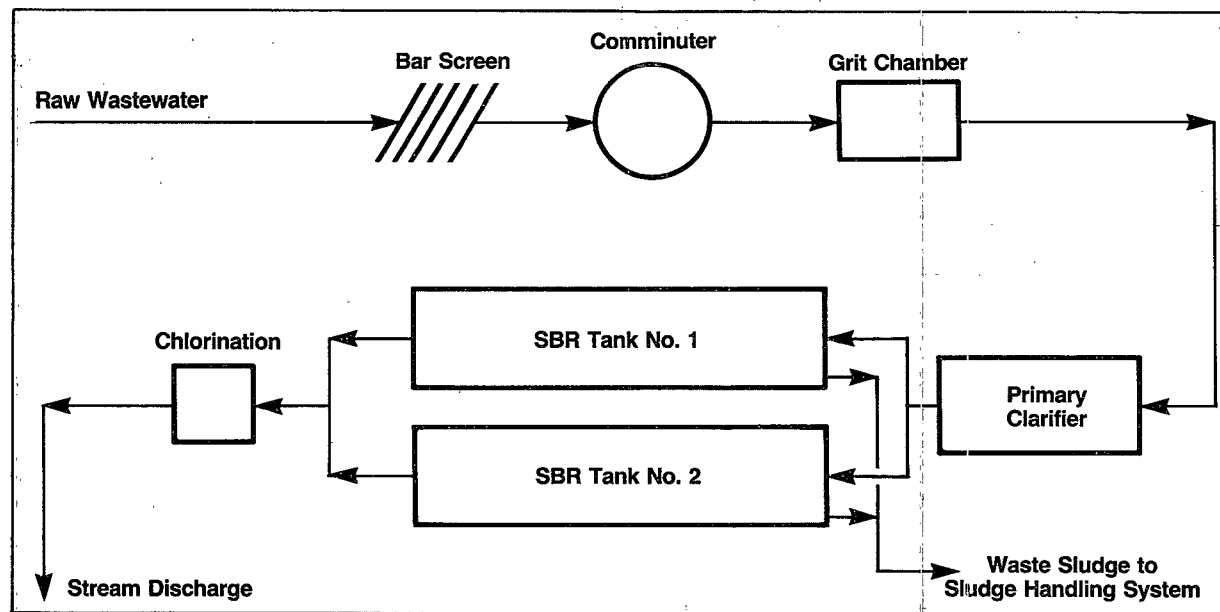 Comminuter
Bar Screen
Grit Chamber
Raw Wastewater
SBR Tank No. 1
Chlorination
Primary
Clarifier
SBR Tank No. 2
Waste Sludge to
Sludge Handling System
Stream Discharge